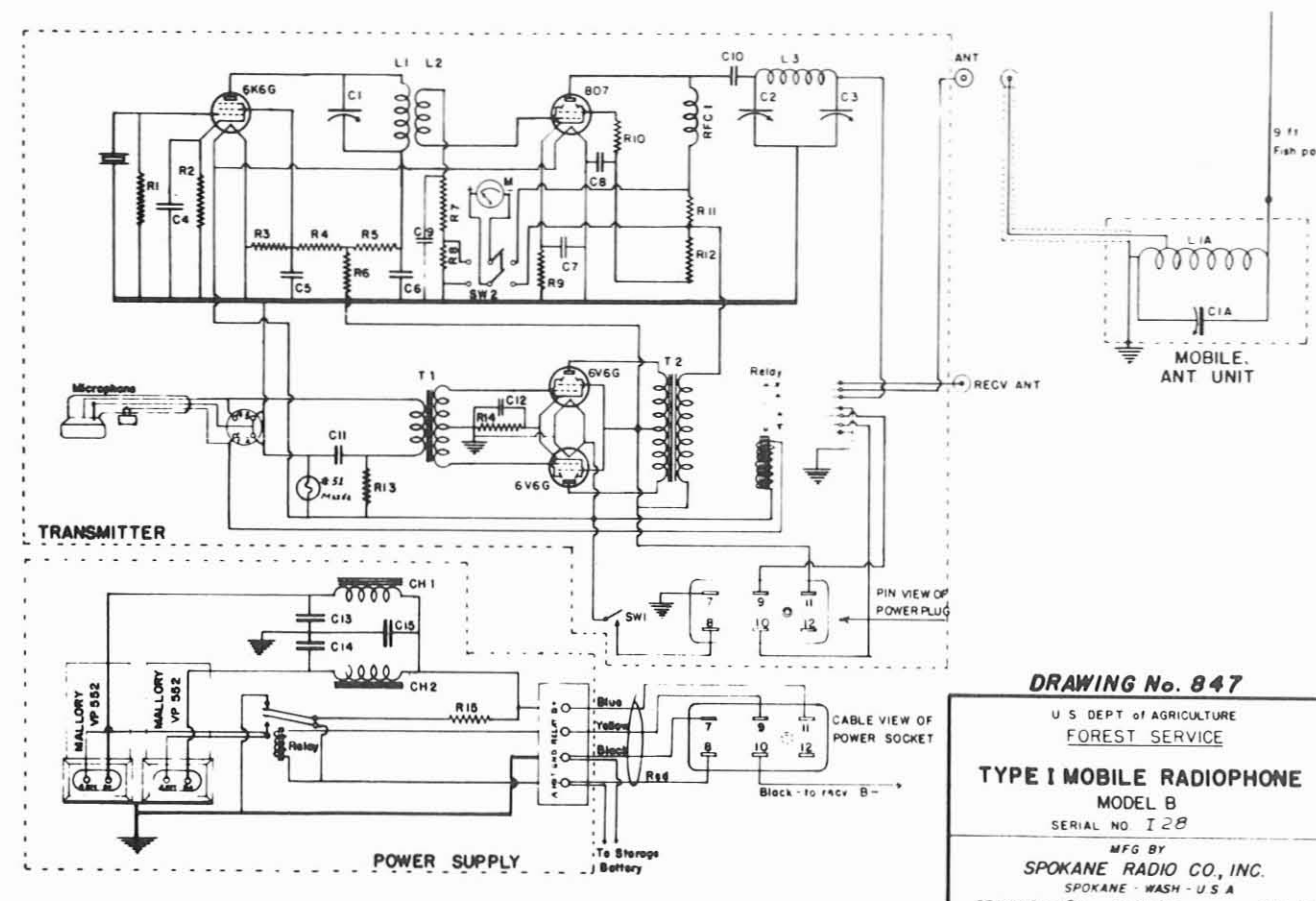 6K6G
L1 L2
C1
807
C10
L3
C2
C3
ANT
R10
RFC 1
C8
R1
R2
C4
M
R7
C9
R11
R3
R4
R5
R8
C7
R12
R6
C5
C6
SW2
R9
9 ft
L1A
C1A
MOBILE.
ANT UNIT
Microphone
T1
6V6G
T2
Relay
RECV ANT
C12
R14
C11
R13
6V6G
TRANSMITTER
SW1
7 9 11
8 10 12
PIN VIEW OF
POWER PLUG
CH1
C13
C15
C14
CH2
MALLORY
VP 552
MALLORY
VP 552
R15
Relay
B+
RELAY
GND
Blue
Yellow
Black
Red
7 9 11
8 10 12
CABLE VIEW OF
POWER SOCKET
Black - to recv B-
To Storage
Battery
POWER SUPPLY
DRAWING No. 847
U S DEPT of AGRICULTURE
FOREST SERVICE
TYPE I MOBILE RADIOPHONE
MODEL B
SERIAL NO. I28
MFG BY
SPOKANE RADIO CO., INC.
SPOKANE - WASH - U S A